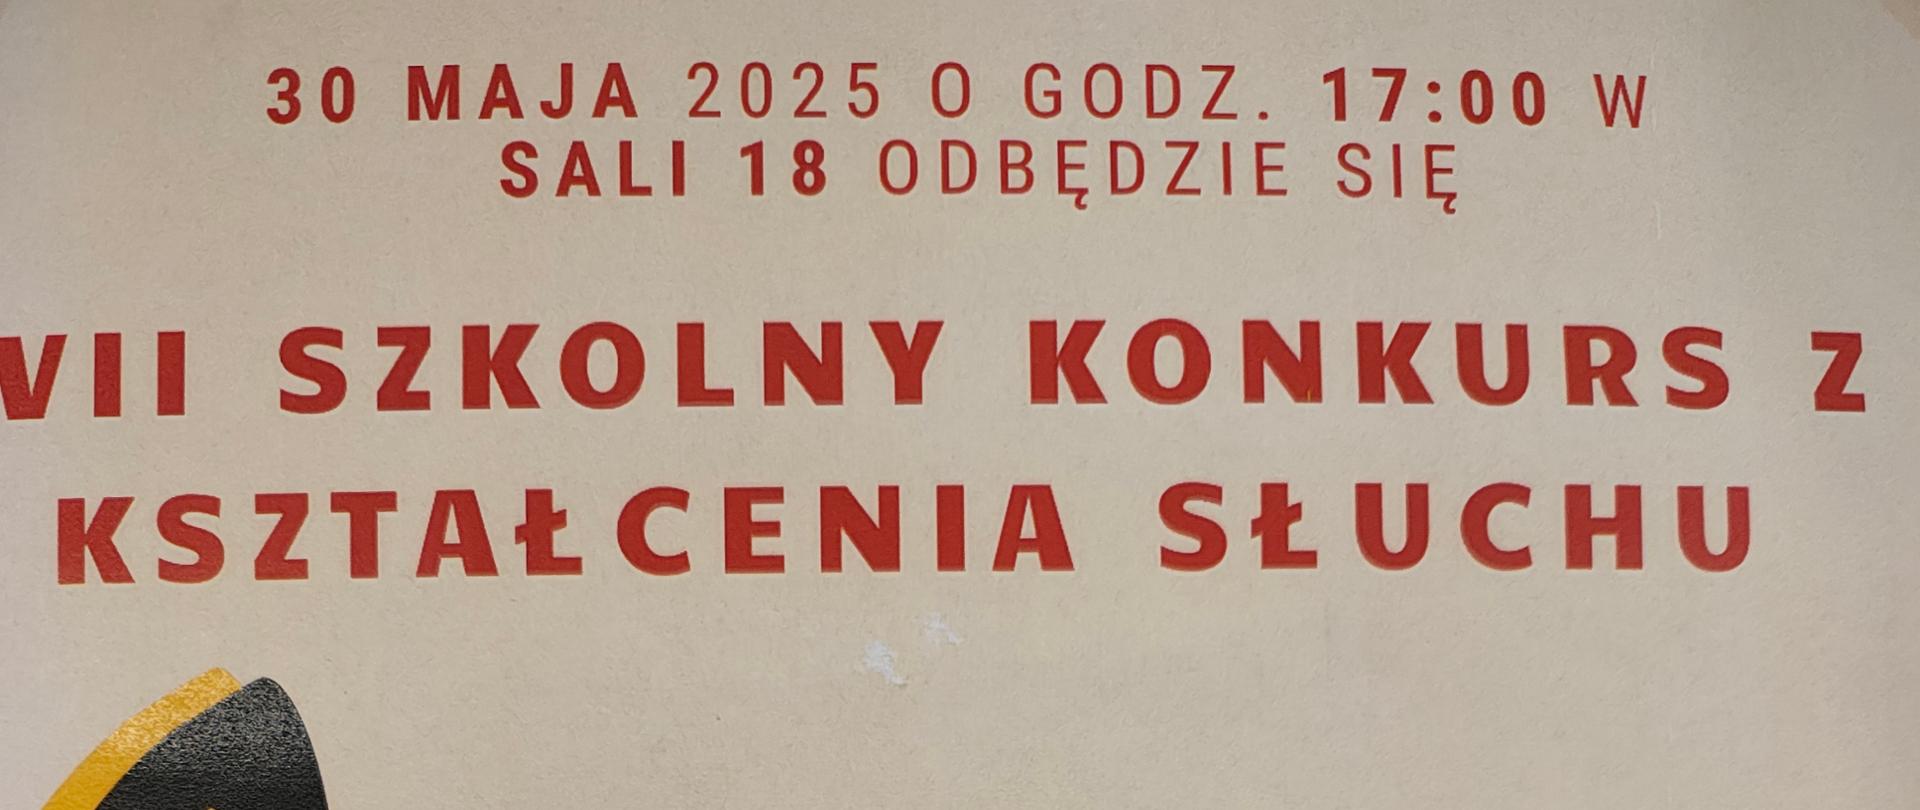 30 MAJA 2025 O GODZ. 17:00 W
SALI 18 ODBĘDZIE SIĘ
VII SZKOLNY KONKURS Z
KSZTAŁCENIA SŁUCHU